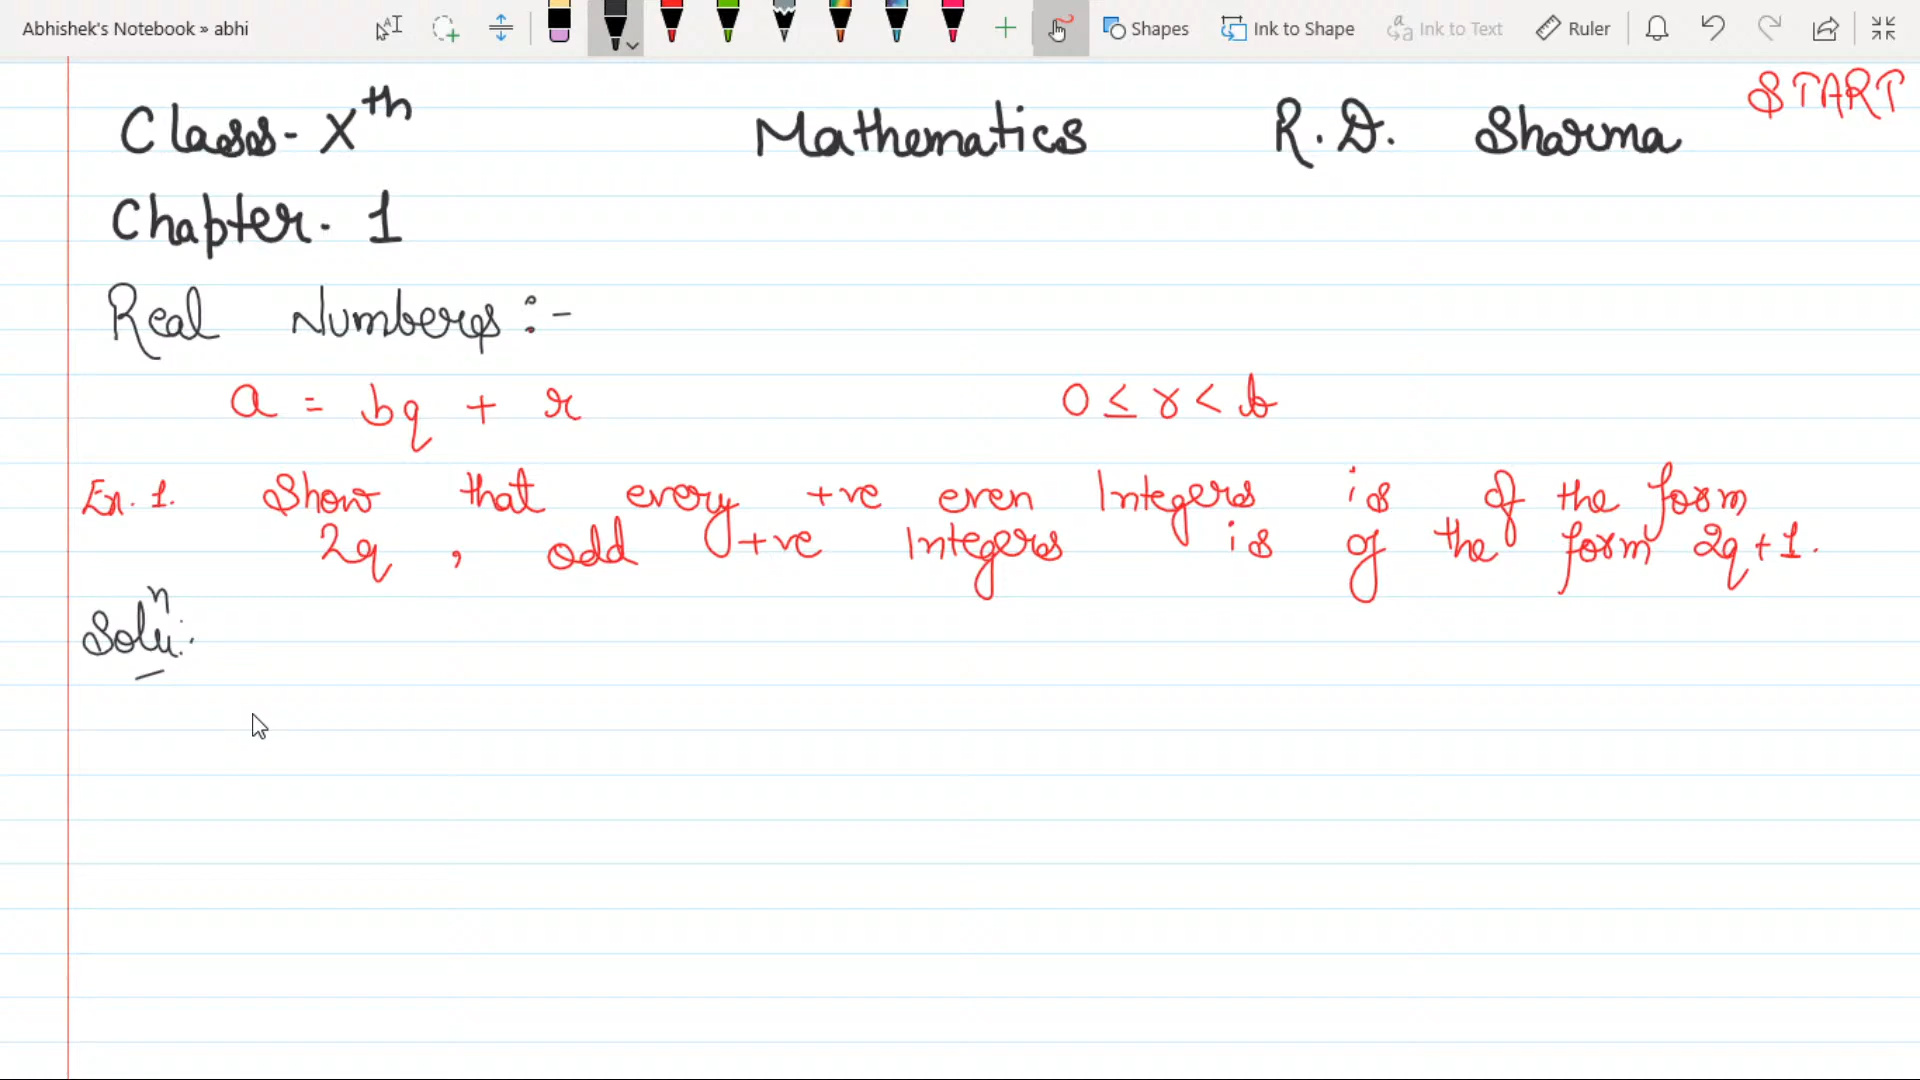 Abhishek's Notebook » abhi Shapes Ink to Shape Ink to Text Ruler
START
Class- Xth Mathematics R.D. Sharma
Chapter- 1
Real Numbers :-
a = bq + r 0 ≤ r < b
Ex. 1. Show that every +ve even Integers is of the form
2q , odd +ve Integers is of the form 2q+1.
Soluⁿ: